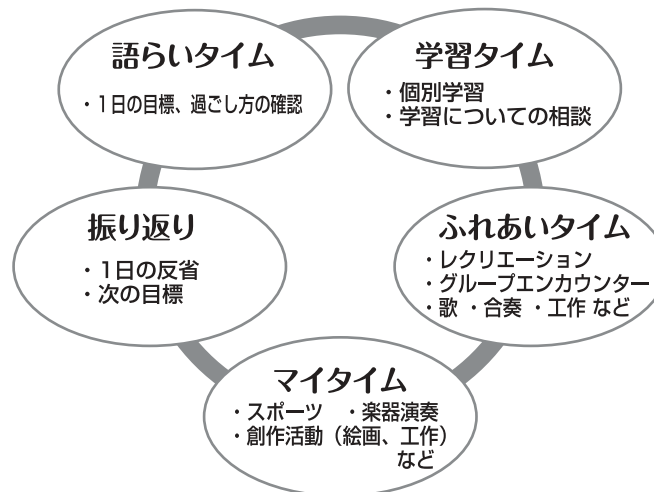 語らいタイム
・1日の目標、過ごし方の確認
学習タイム
・個別学習
・学習についての相談
ふれあいタイム
・レクリエーション
・グループエンカウンター
・歌 ・合奏 ・工作 など
マイタイム
・スポーツ ・楽器演奏
・創作活動（絵画、工作）
など
振り返り
・1日の反省
・次の目標